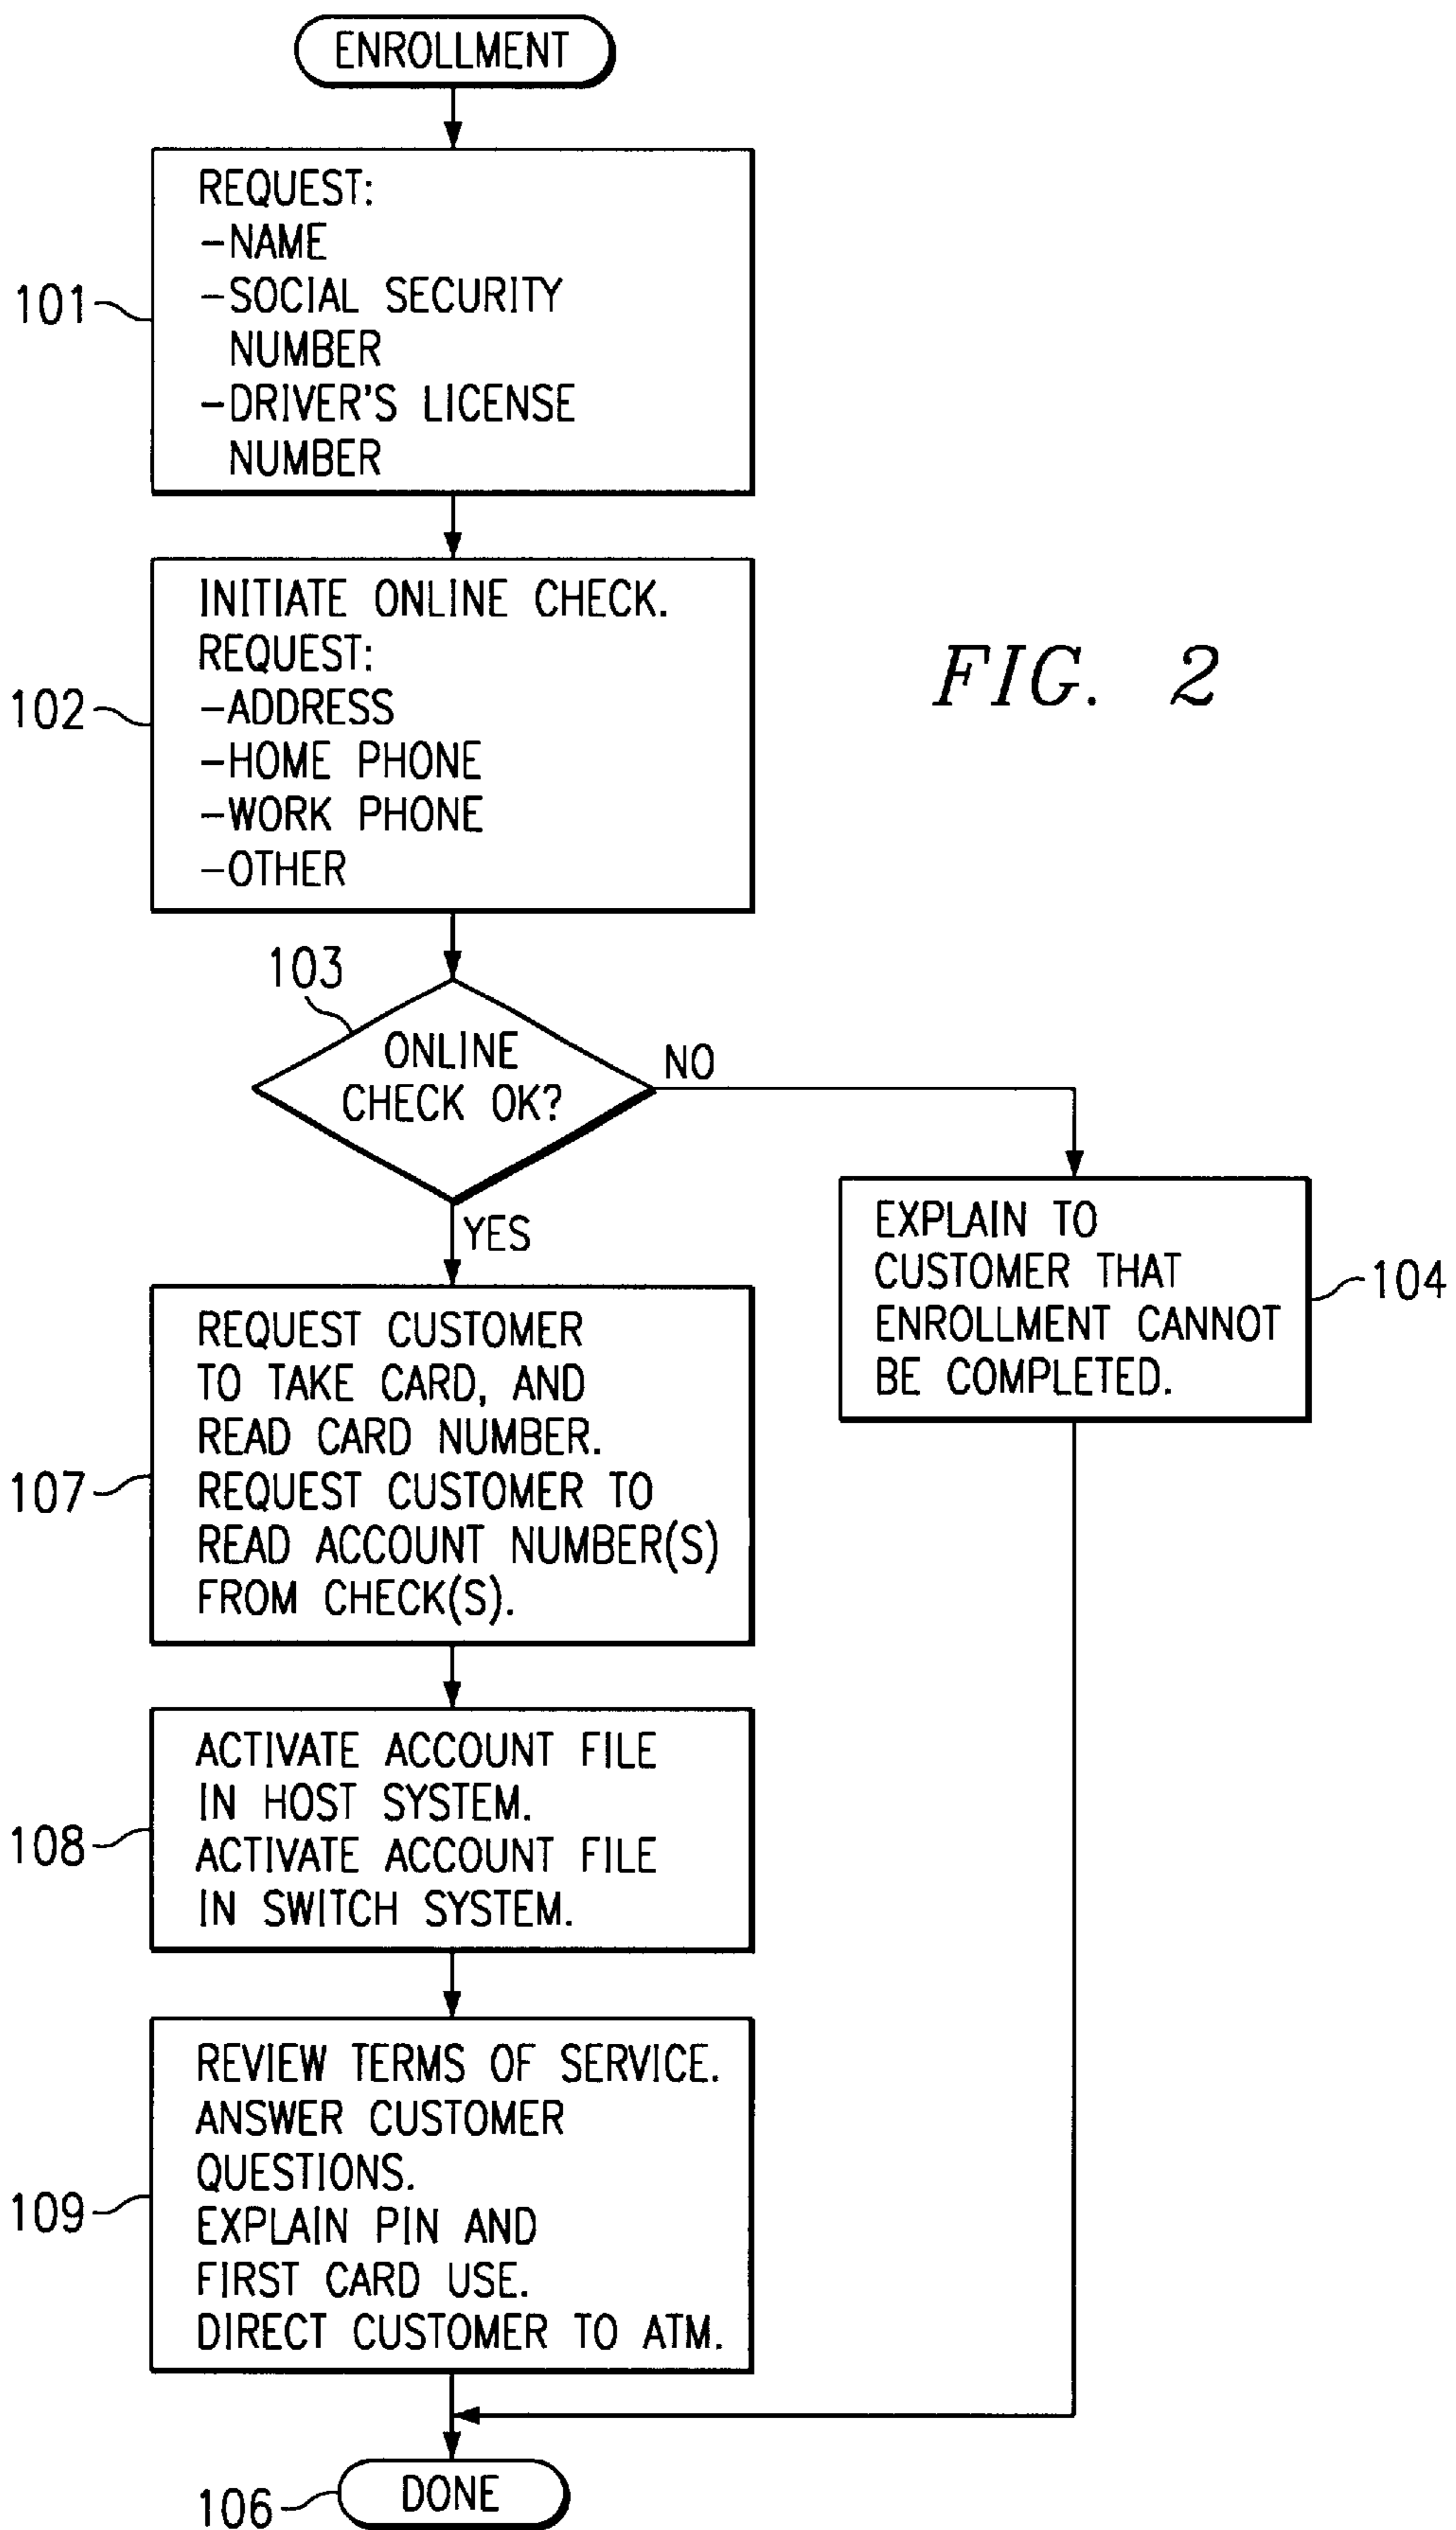 ENROLLMENT
REQUEST:
-NAME
-SOCIAL SECURITY
NUMBER
-DRIVER'S LICENSE
NUMBER
101
INITIATE ONLINE CHECK.
REQUEST:
-ADDRESS
-HOME PHONE
-WORK PHONE
-OTHER
102
FIG. 2
103
ONLINE
CHECK OK?
NO
YES
EXPLAIN TO
CUSTOMER THAT
ENROLLMENT CANNOT
BE COMPLETED.
104
REQUEST CUSTOMER
TO TAKE CARD, AND
READ CARD NUMBER.
REQUEST CUSTOMER TO
READ ACCOUNT NUMBER(S)
FROM CHECK(S).
107
ACTIVATE ACCOUNT FILE
IN HOST SYSTEM.
ACTIVATE ACCOUNT FILE
IN SWITCH SYSTEM.
108
REVIEW TERMS OF SERVICE.
ANSWER CUSTOMER
QUESTIONS.
EXPLAIN PIN AND
FIRST CARD USE.
DIRECT CUSTOMER TO ATM.
109
DONE
106